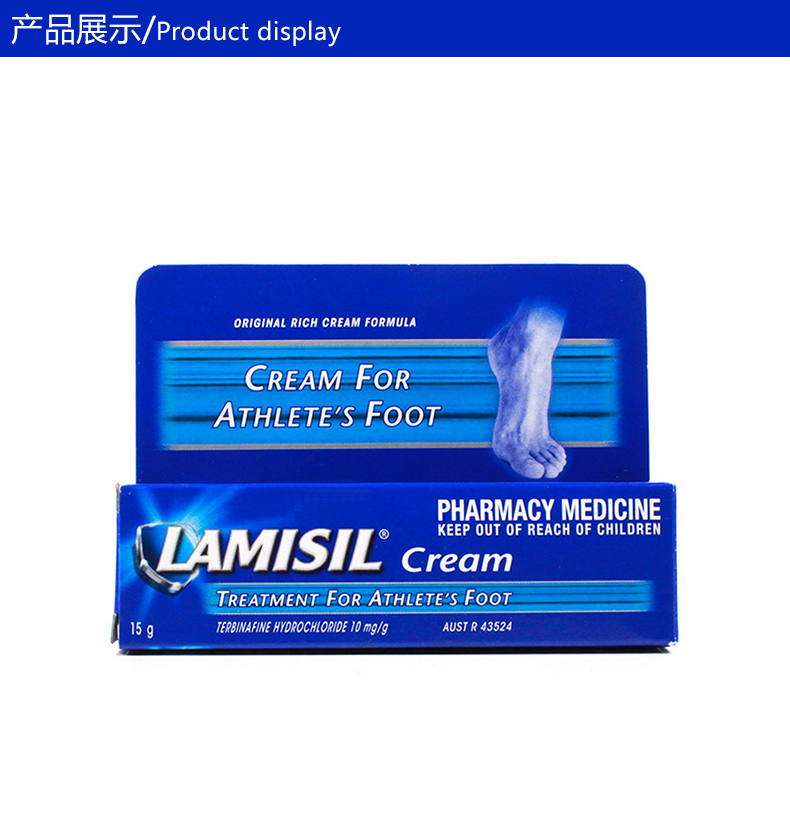 产品展示/Product display
ORIGINAL RICH CREAM FORMULA
CREAM FOR
ATHLETE'S FOOT
PHARMACY MEDICINE
KEEP OUT OF REACH OF CHILDREN
LAMISIL® Cream
TREATMENT FOR ATHLETE'S FOOT
15 g TERBINAFINE HYDROCHLORIDE 10 mg/g AUST R 43524